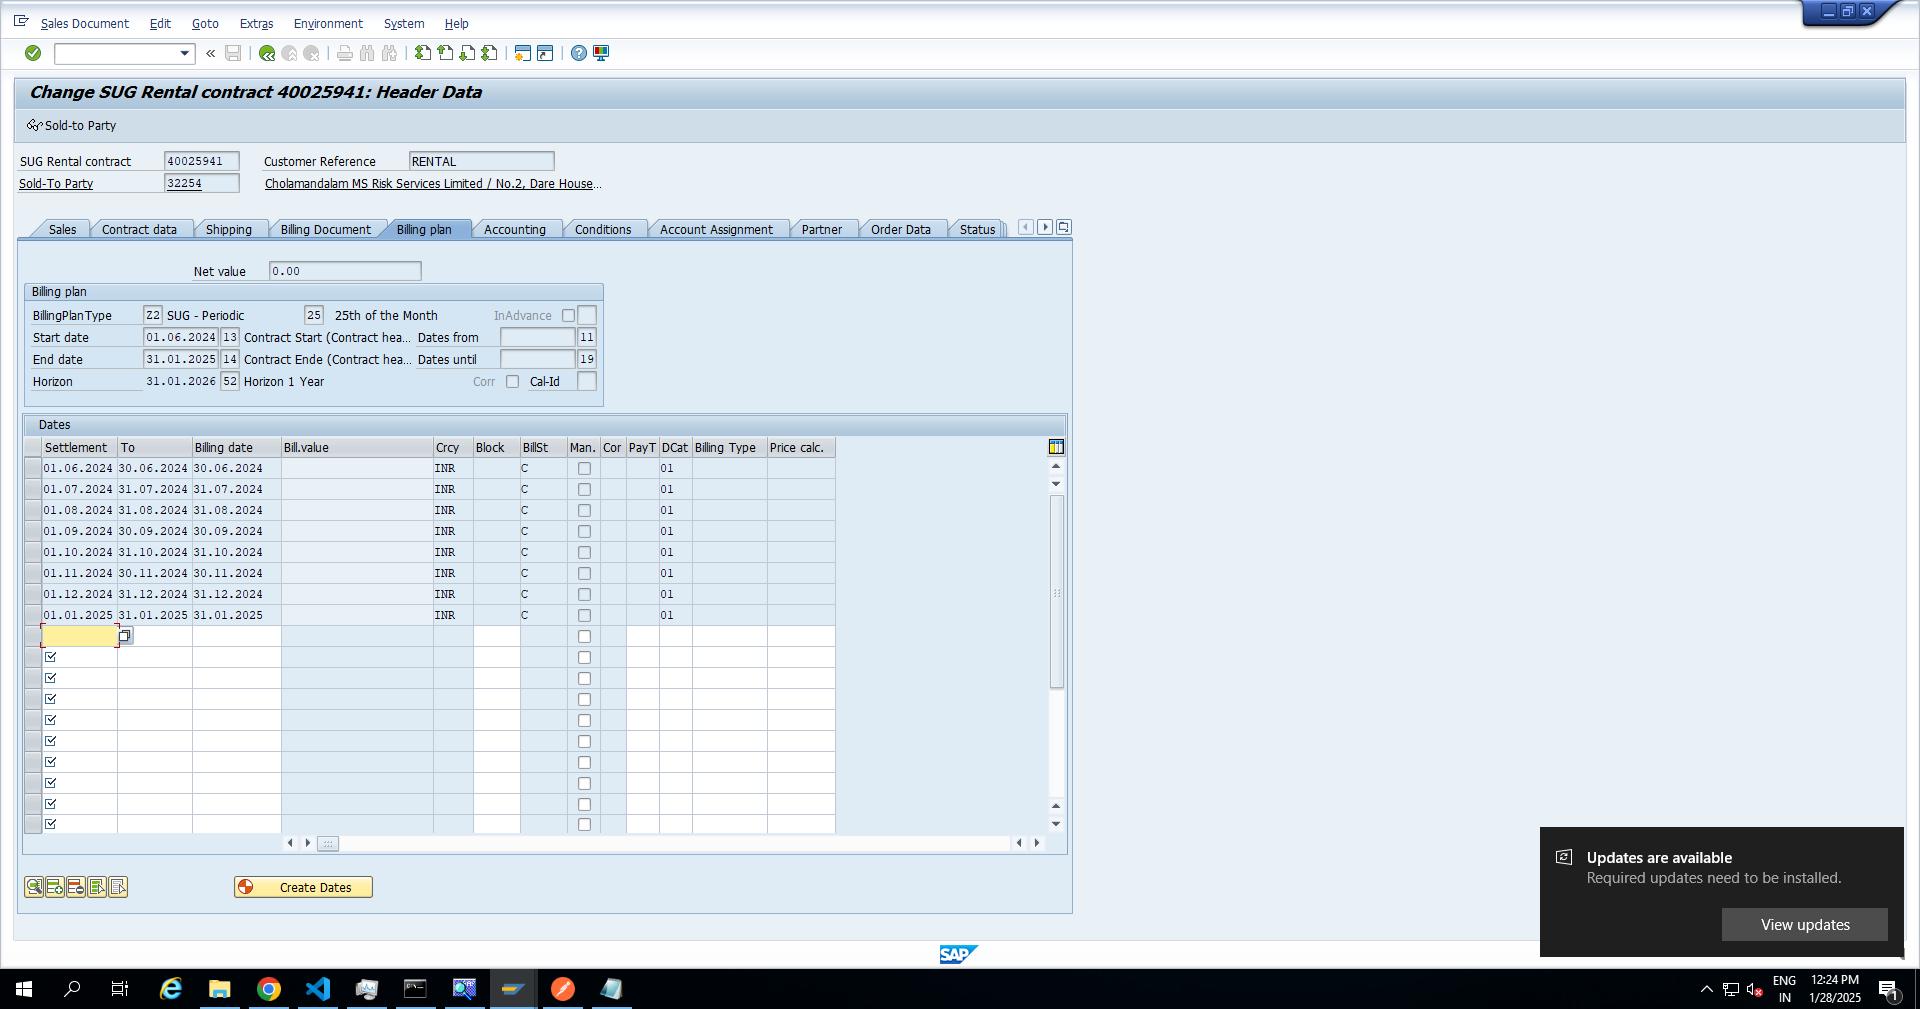 Sales Document Edit Goto Extras Environment System Help
Change SUG Rental contract 40025941: Header Data
Sold-to Party
SUG Rental contract 40025941 Customer Reference RENTAL
Sold-To Party 32254 Cholamandalam MS Risk Services Limited / No.2, Dare House...
Sales Contract data Shipping Billing Document Billing plan Accounting Conditions Account Assignment Partner Order Data Status
Net value 0.00
Billing plan
BillingPlanType Z2 SUG - Periodic 25 25th of the Month InAdvance
Start date 01.06.2024 13 Contract Start (Contract hea... Dates from 11
End date 31.01.2025 14 Contract Ende (Contract hea... Dates until 19
Horizon 31.01.2026 52 Horizon 1 Year Corr Cal-Id
Dates
Settlement To Billing date Bill.value Crcy Block BillSt Man. Cor PayT DCat Billing Type Price calc.
01.06.2024 30.06.2024 30.06.2024 INR C 01
01.07.2024 31.07.2024 31.07.2024 INR C 01
01.08.2024 31.08.2024 31.08.2024 INR C 01
01.09.2024 30.09.2024 30.09.2024 INR C 01
01.10.2024 31.10.2024 31.10.2024 INR C 01
01.11.2024 30.11.2024 30.11.2024 INR C 01
01.12.2024 31.12.2024 31.12.2024 INR C 01
01.01.2025 31.01.2025 31.01.2025 INR C 01
Create Dates
Updates are available
Required updates need to be installed.
View updates
SAP
ENG
IN
12:24 PM
1/28/2025
1